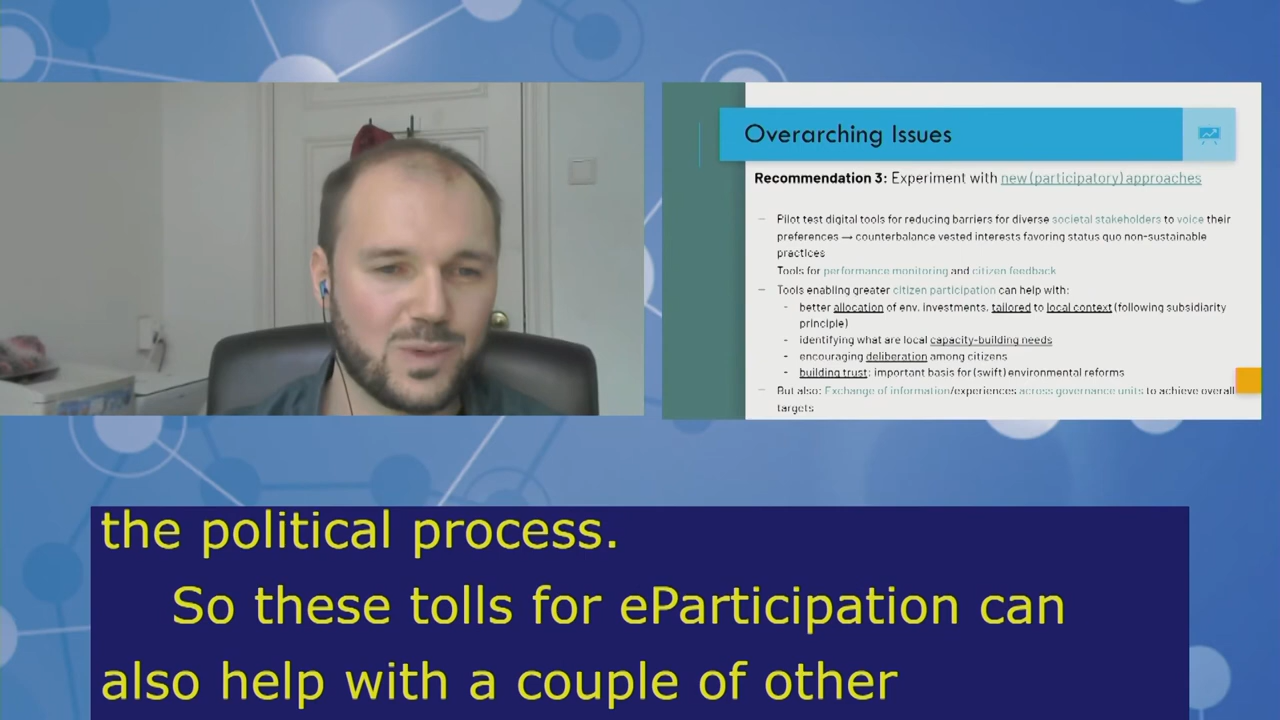 Overarching Issues
Recommendation 3: Experiment with new (participatory) approaches
– Pilot test digital tools for reducing barriers for diverse societal stakeholders to voice their
preferences → counterbalance vested interests favoring status quo non-sustainable
practices
Tools for performance monitoring and citizen feedback
– Tools enabling greater citizen participation can help with:
- better allocation of env. investments, tailored to local context (following subsidiarity
principle)
- identifying what are local capacity-building needs
- encouraging deliberation among citizens
- building trust: important basis for (swift) environmental reforms
– But also: Exchange of information/experiences across governance units to achieve overall
targets
the political process.
So these tolls for eParticipation can
also help with a couple of other